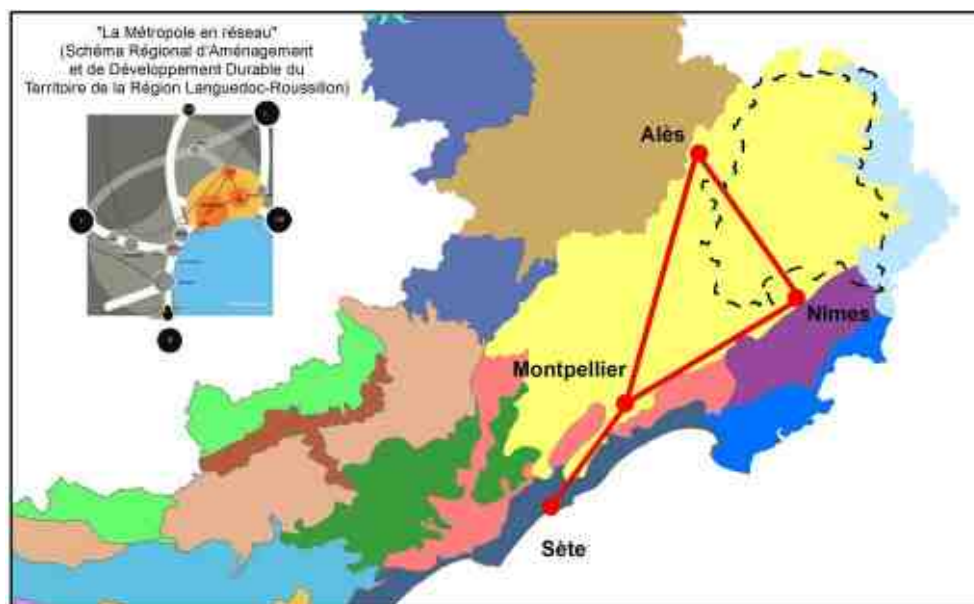 "La Métropole en réseau"
(Schéma Régional d'Aménagement
et de Développement Durable du
Territoire de la Région Languedoc-Roussillon)
Alès
Nîmes
Montpellier
Sète